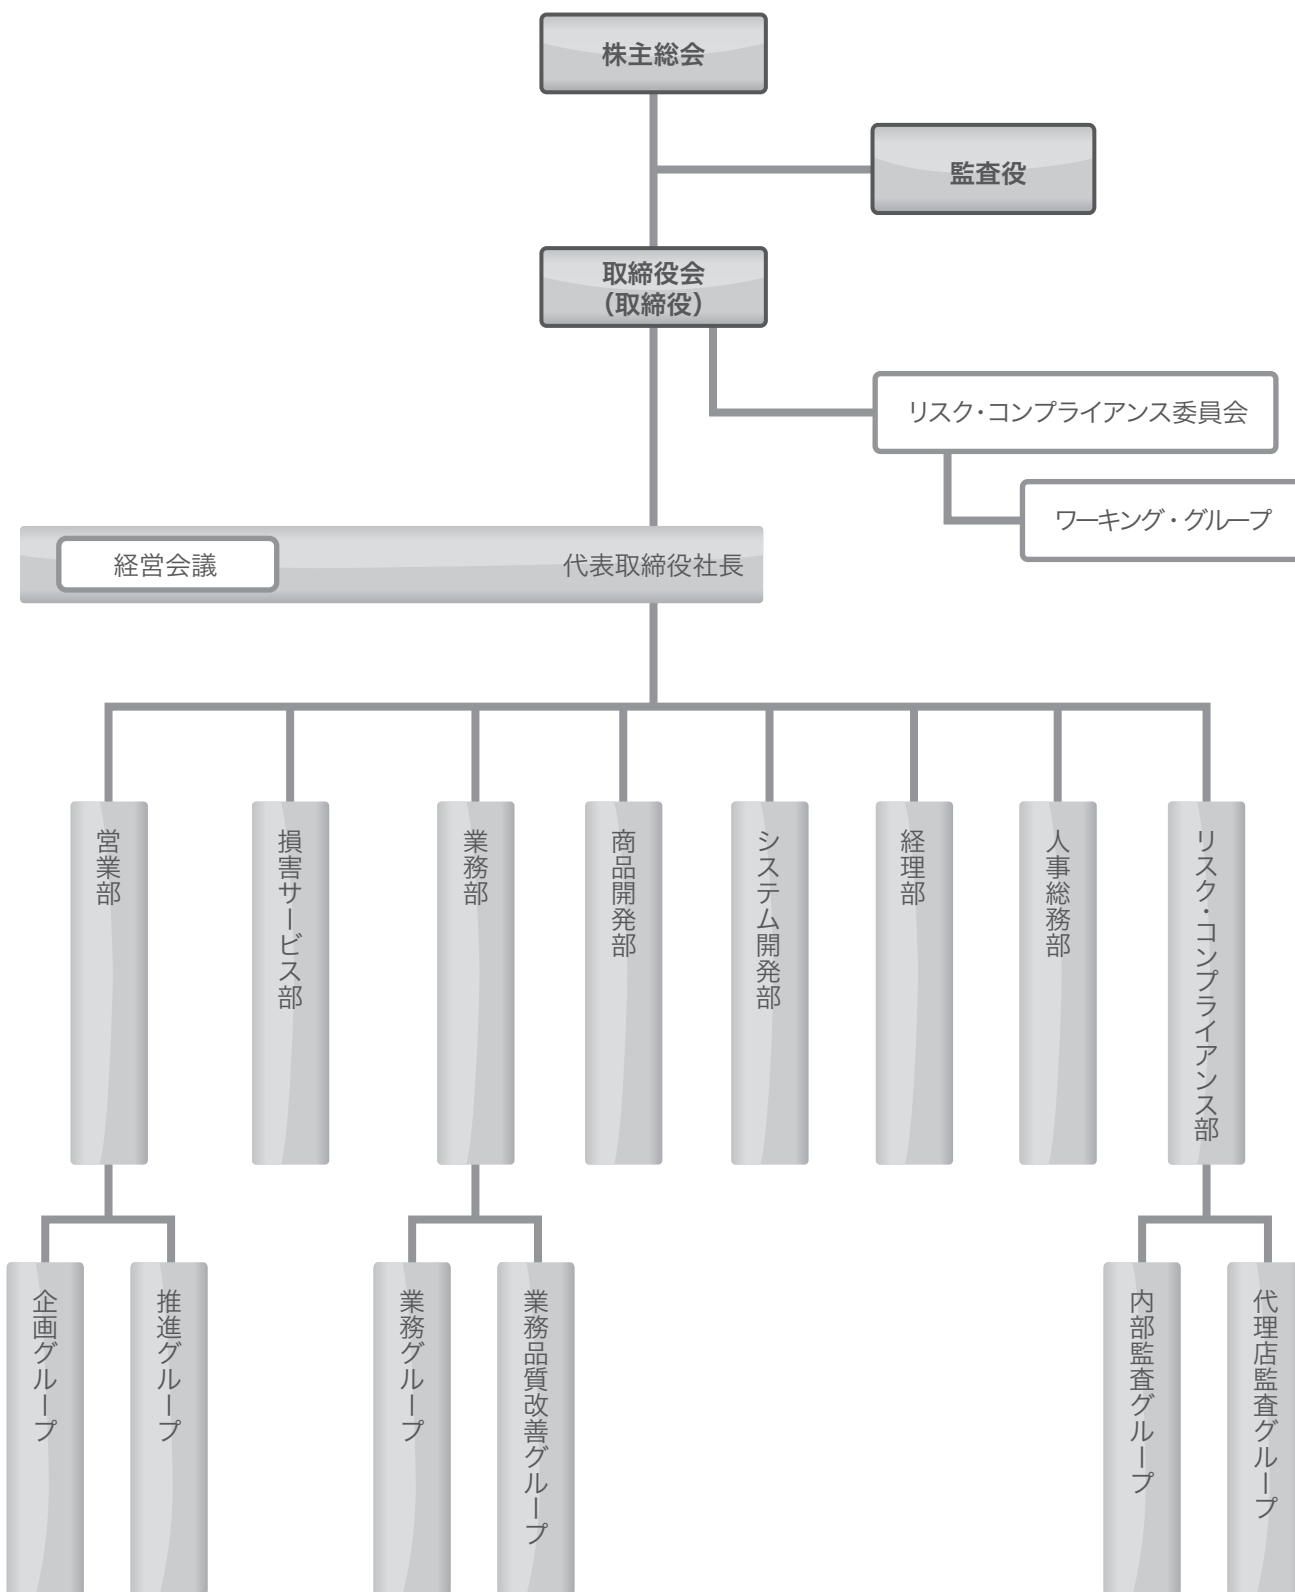 株主総会
監査役
取締役会
(取締役)
リスク・コンプライアンス委員会
ワーキング・グループ
経営会議
代表取締役社長
営業部
損害サービス部
業務部
商品開発部
システム開発部
経理部
人事総務部
リスク・コンプライアンス部
企画グループ
推進グループ
業務グループ
業務品質改善グループ
内部監査グループ
代理店監査グループ